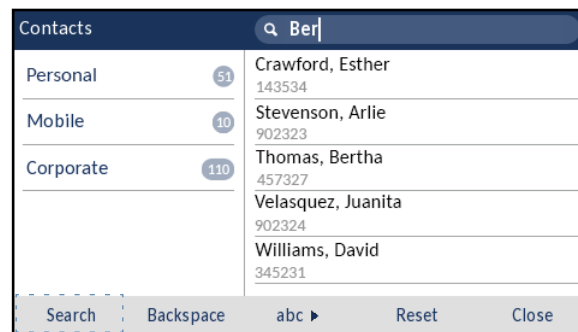 Contacts
Ber
Personal 51
Mobile 10
Corporate 110
Crawford, Esther
143534
Stevenson, Arlie
902323
Thomas, Bertha
457327
Velasquez, Juanita
902324
Williams, David
345231
Search Backspace abc ▶ Reset Close